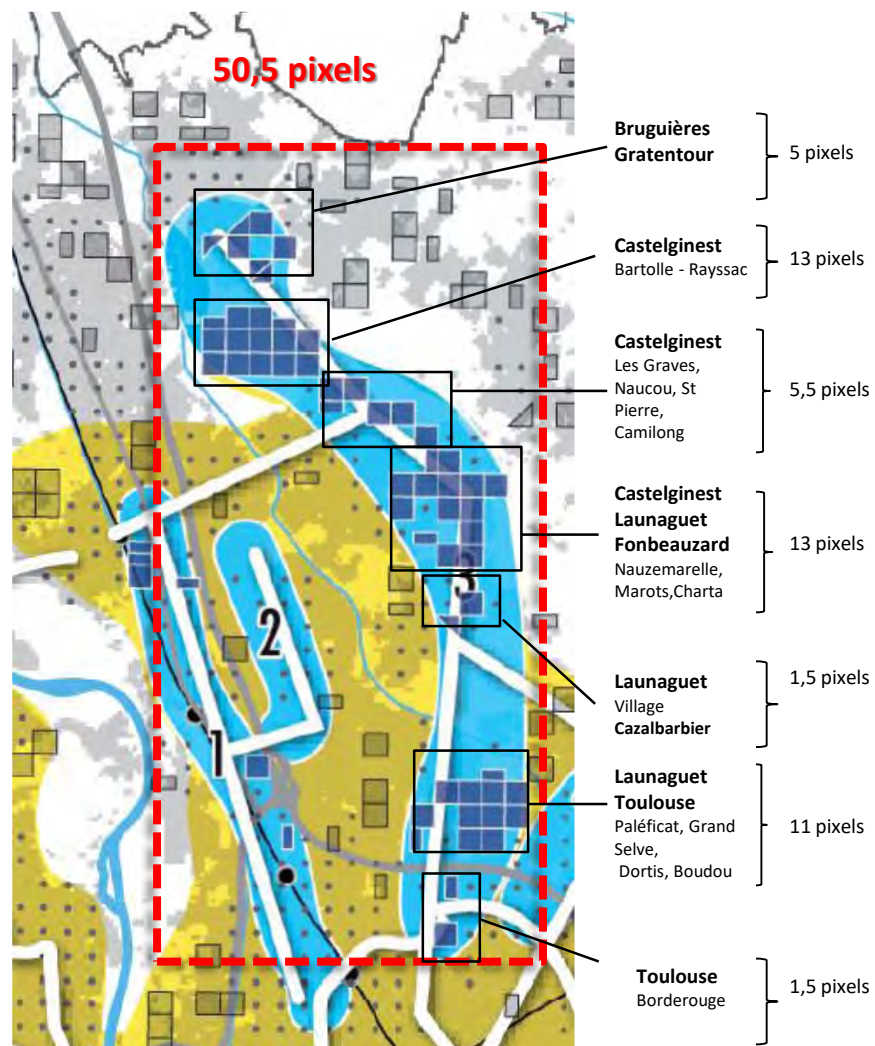 50,5 pixels
Bruguières
Gratentour
5 pixels
Castelginest
Bartolle - Rayssac
13 pixels
Castelginest
Les Graves,
Naucou, St
Pierre,
Camilong
5,5 pixels
Castelginest
Launaguet
Fonbeauzard
Nauzemarelle,
Marots,Charta
13 pixels
Launaguet
Village
Cazalbarbier
1,5 pixels
Launaguet
Toulouse
Paléficat, Grand
Selve,
Dortis, Boudou
11 pixels
Toulouse
Borderouge
1,5 pixels
3
2
1